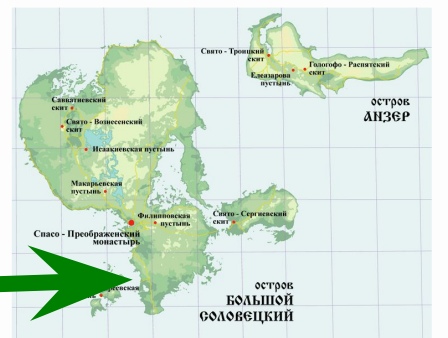 Свято - Троицкий
скит
Голгофо - Распятский
скит
Елеазарова
пустынь
остров
АНЗЕР
Савватиевский
скит
Свято - Вознесенский
скит
Исаакиевская пустынь
Макарьевская
пустынь
Филипповская
пустынь
Свято - Сергиевский
скит
Спасо - Преображенский
монастырь
остров
БОЛЬШОЙ
СОЛОВЕЦКИЙ